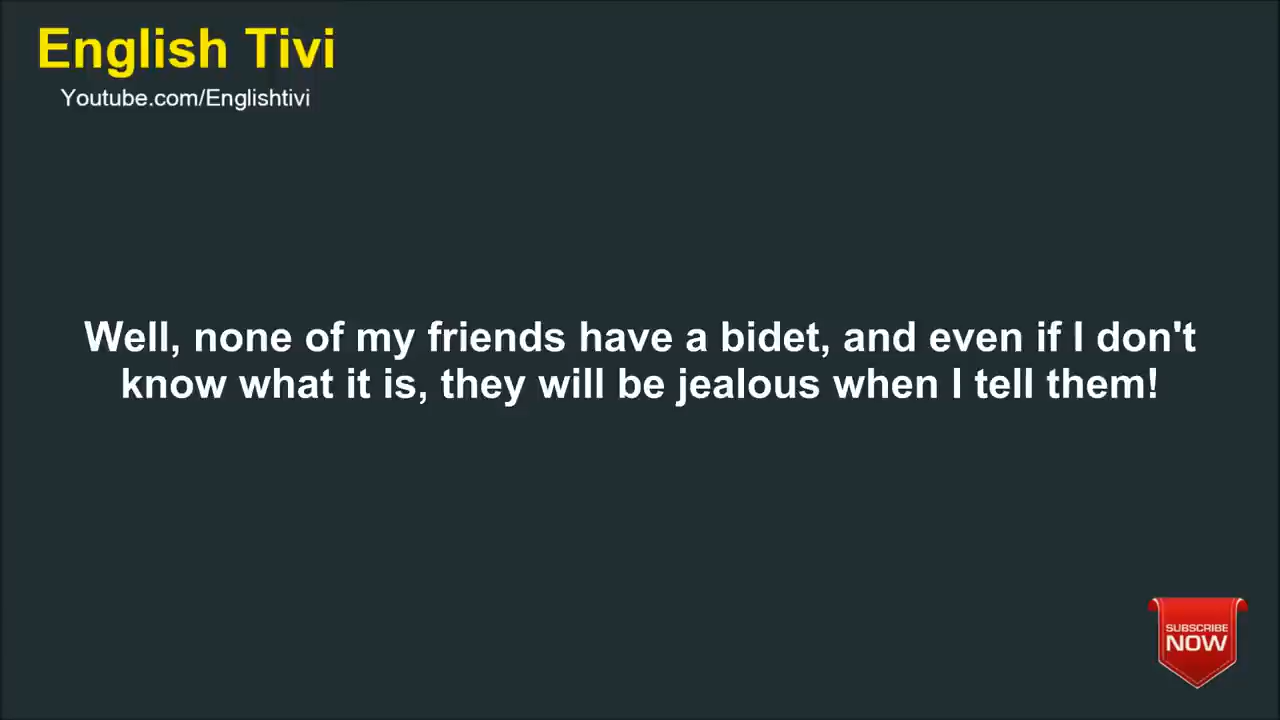 English Tivi
Youtube.com/Englishtivi
Well, none of my friends have a bidet, and even if I don't
know what it is, they will be jealous when I tell them!
SUBSCRIBE
NOW